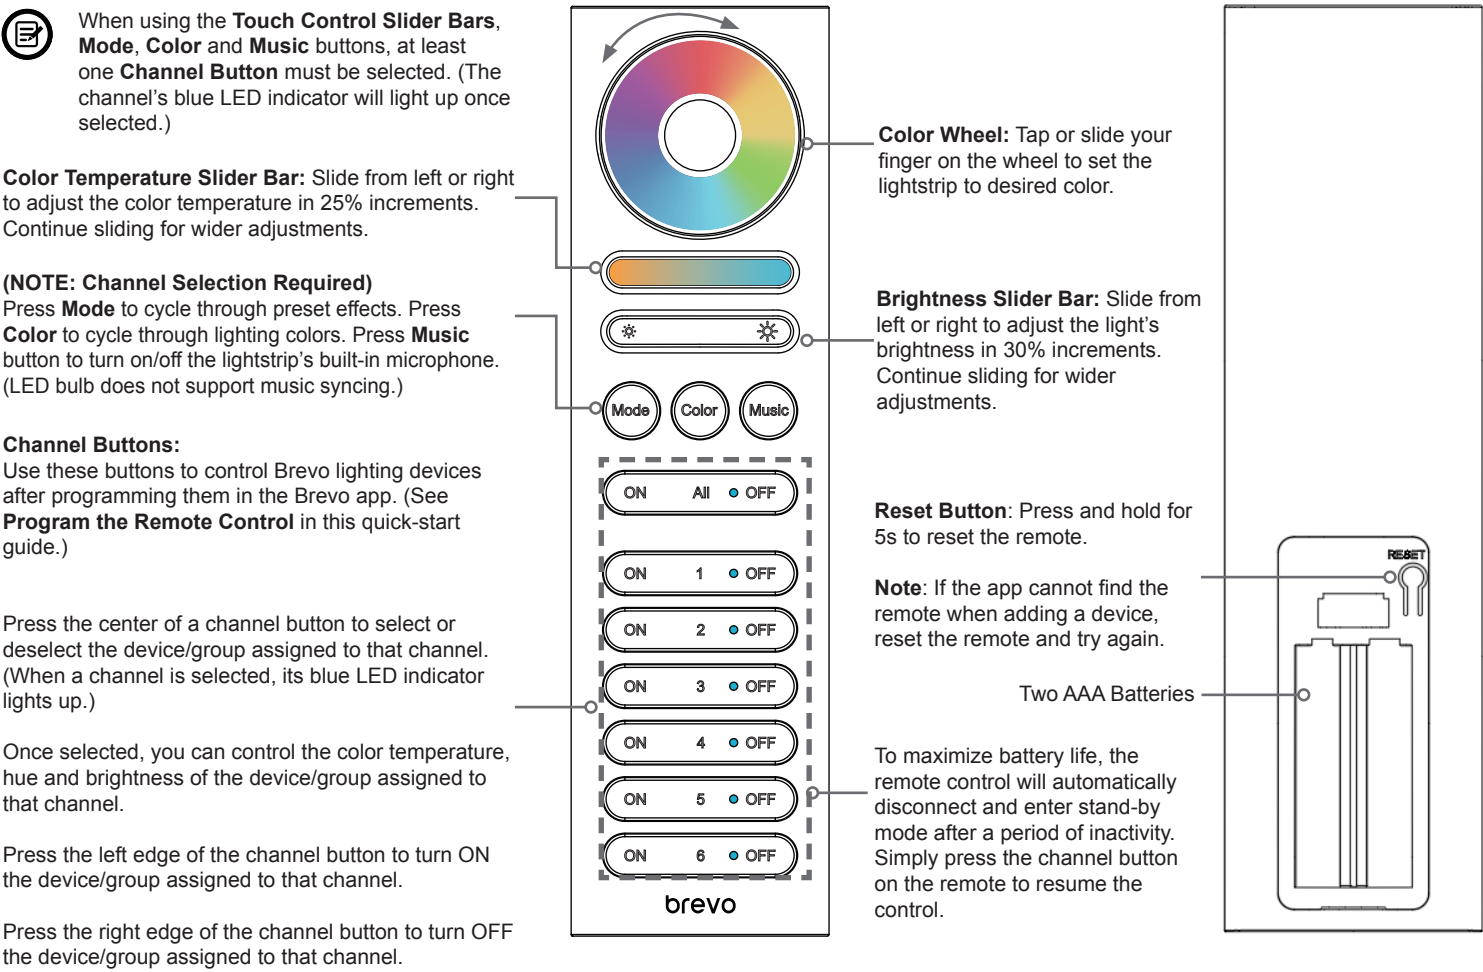 When using the Touch Control Slider Bars,
Mode, Color and Music buttons, at least
one Channel Button must be selected. (The
channel's blue LED indicator will light up once
selected.)
Color Temperature Slider Bar: Slide from left or right
to adjust the color temperature in 25% increments.
Continue sliding for wider adjustments.
(NOTE: Channel Selection Required)
Press Mode to cycle through preset effects. Press
Color to cycle through lighting colors. Press Music
button to turn on/off the lightstrip's built-in microphone.
(LED bulb does not support music syncing.)
Channel Buttons:
Use these buttons to control Brevo lighting devices
after programming them in the Brevo app. (See
Program the Remote Control in this quick-start
guide.)
Press the center of a channel button to select or
deselect the device/group assigned to that channel.
(When a channel is selected, its blue LED indicator
lights up.)
Once selected, you can control the color temperature,
hue and brightness of the device/group assigned to
that channel.
Press the left edge of the channel button to turn ON
the device/group assigned to that channel.
Press the right edge of the channel button to turn OFF
the device/group assigned to that channel.
Mode Color Music
ON All OFF
ON 1 OFF
ON 2 OFF
ON 3 OFF
ON 4 OFF
ON 5 OFF
ON 6 OFF
brevo
Color Wheel: Tap or slide your
finger on the wheel to set the
lightstrip to desired color.
Brightness Slider Bar: Slide from
left or right to adjust the light's
brightness in 30% increments.
Continue sliding for wider
adjustments.
Reset Button: Press and hold for
5s to reset the remote.
Note: If the app cannot find the
remote when adding a device,
reset the remote and try again.
Two AAA Batteries
To maximize battery life, the
remote control will automatically
disconnect and enter stand-by
mode after a period of inactivity.
Simply press the channel button
on the remote to resume the
control.
RESET